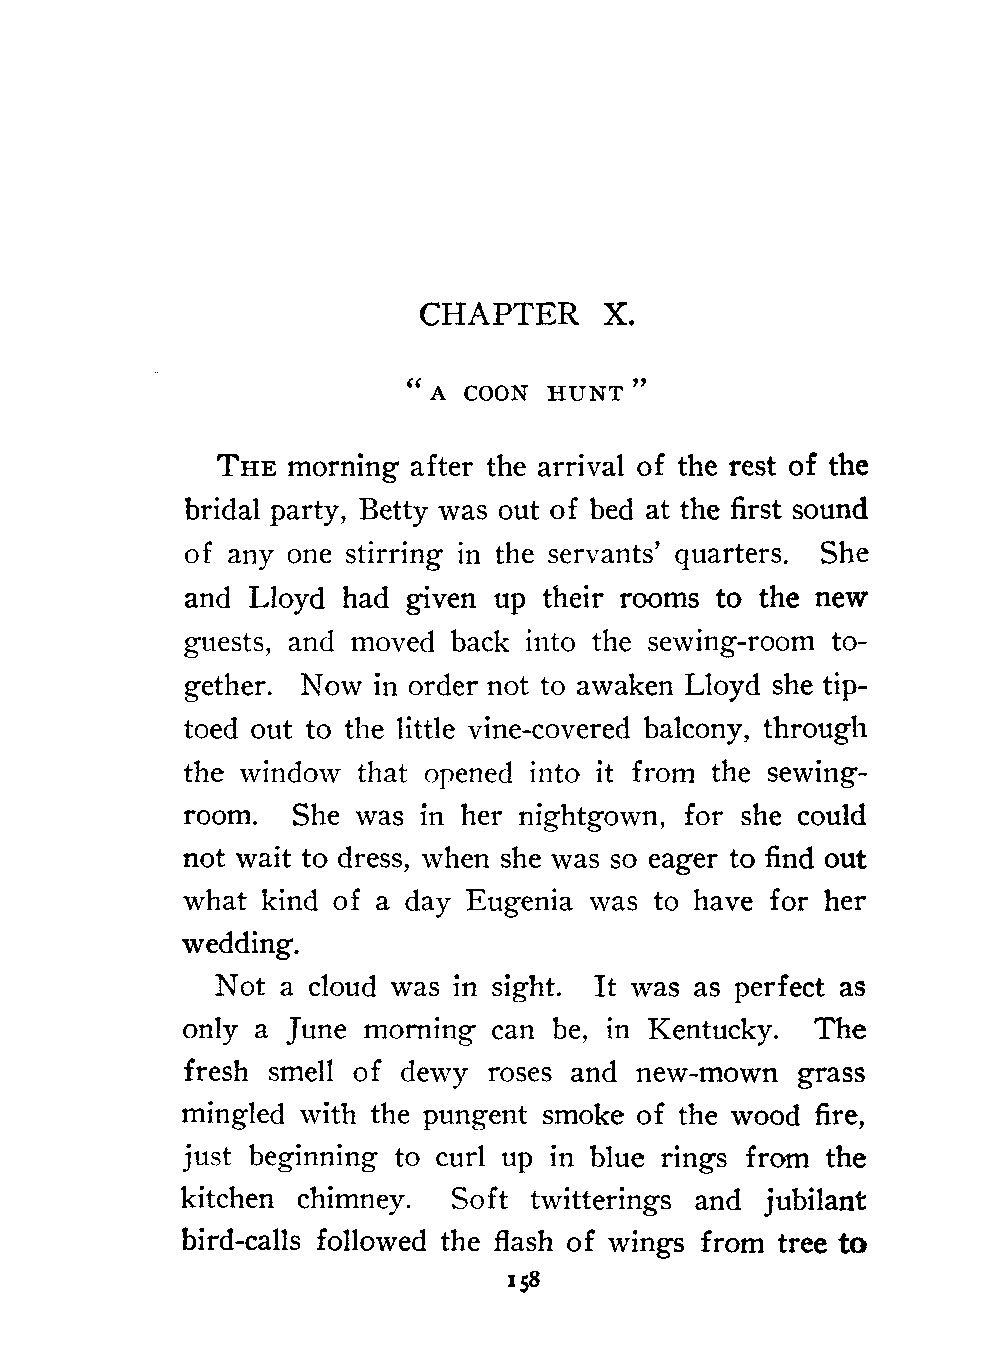 CHAPTER X.
“A COON HUNT”
THE morning after the arrival of the rest of the
bridal party, Betty was out of bed at the first sound
of any one stirring in the servants’ quarters. She
and Lloyd had given up their rooms to the new
guests, and moved back into the sewing-room to-
gether. Now in order not to awaken Lloyd she tip-
toed out to the little vine-covered balcony, through
the window that opened into it from the sewing-
room. She was in her nightgown, for she could
not wait to dress, when she was so eager to find out
what kind of a day Eugenia was to have for her
wedding.
Not a cloud was in sight. It was as perfect as
only a June morning can be, in Kentucky. The
fresh smell of dewy roses and new-mown grass
mingled with the pungent smoke of the wood fire,
just beginning to curl up in blue rings from the
kitchen chimney. Soft twitterings and jubilant
bird-calls followed the flash of wings from tree to
158